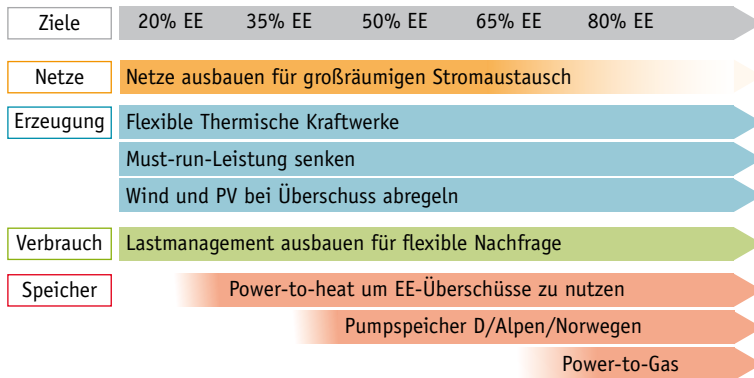 Ziele 20% EE 35% EE 50% EE 65% EE 80% EE
Netze Netze ausbauen für großräumigen Stromaustausch
Erzeugung Flexible Thermische Kraftwerke
Must-run-Leistung senken
Wind und PV bei Überschuss abregeln
Verbrauch Lastmanagement ausbauen für flexible Nachfrage
Speicher Power-to-heat um EE-Überschüsse zu nutzen
Pumpspeicher D/Alpen/Norwegen
Power-to-Gas